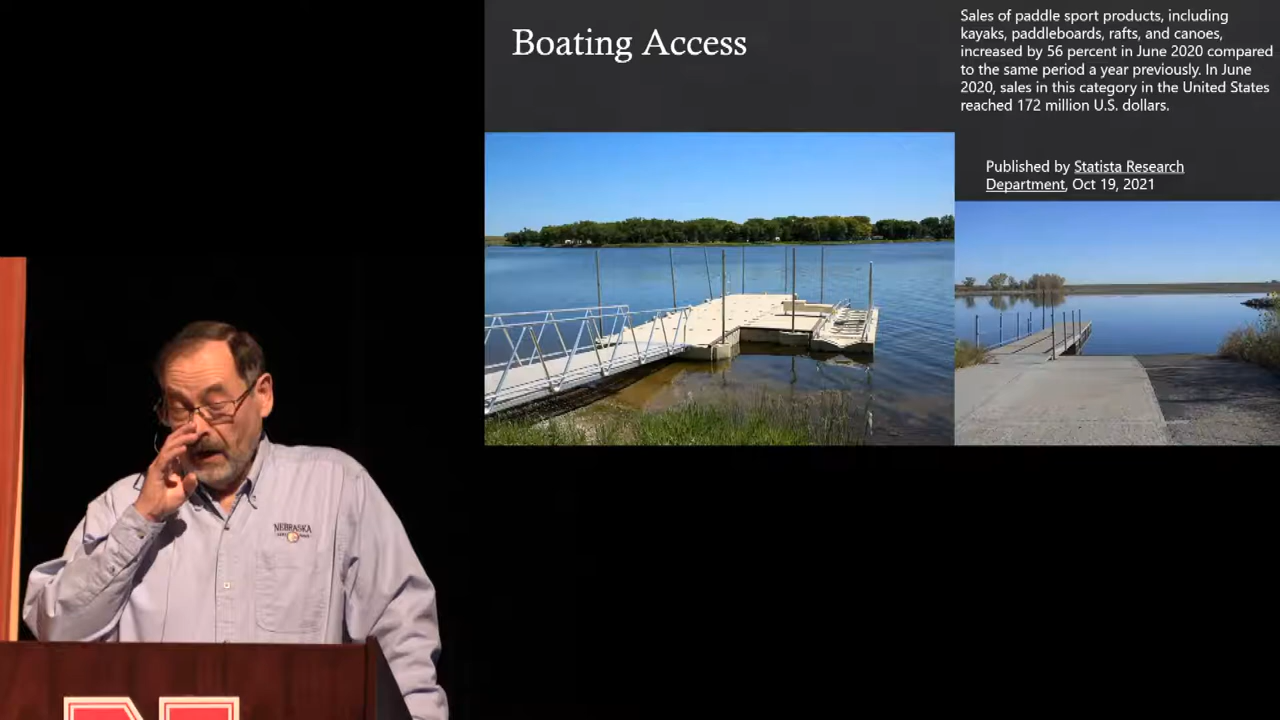 Boating Access
Sales of paddle sport products, including
kayaks, paddleboards, rafts, and canoes,
increased by 56 percent in June 2020 compared
to the same period a year previously. In June
2020, sales in this category in the United States
reached 172 million U.S. dollars.
Published by Statista Research
Department, Oct 19, 2021
NEBRASKA
N